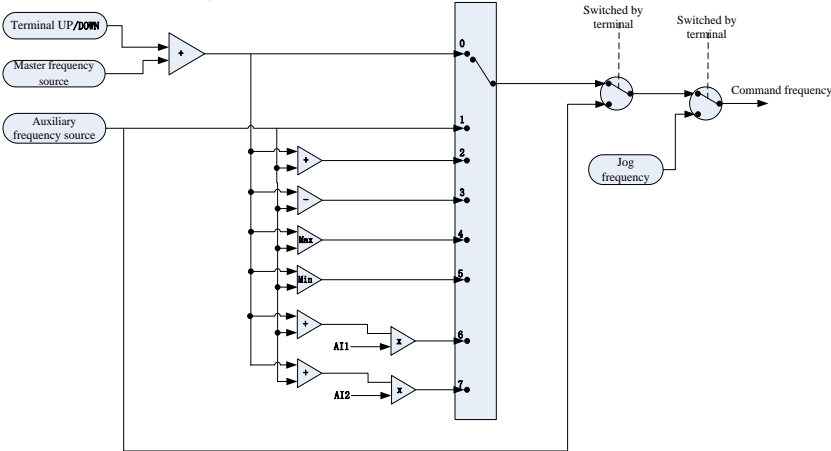 Terminal UP/DOWN
Master frequency
source
Auxiliary
frequency source
+
+
-
Max
Min
+
AI1
x
+
AI2
x
0
1
2
3
4
5
6
7
Switched by
terminal
Switched by
terminal
Command frequency
Jog
frequency